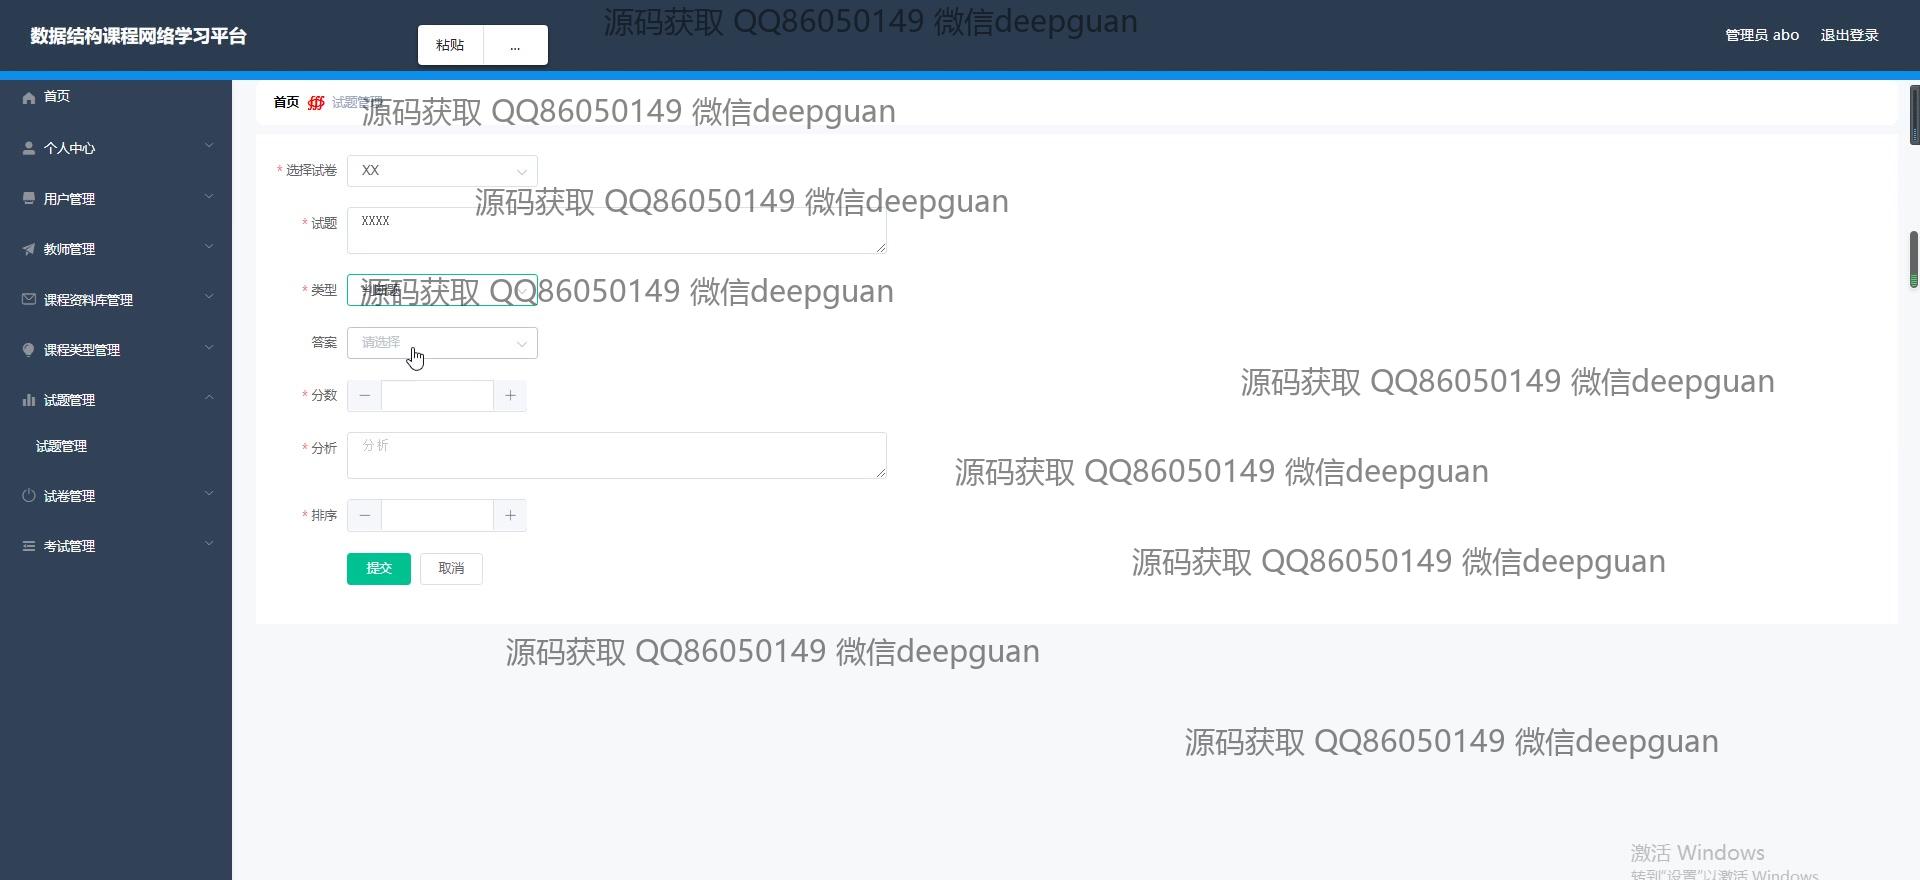 数据结构课程网络学习平台
粘贴
...
源码获取 QQ86050149 微信deepguan
管理员 abo
退出登录
首页
个人中心
用户管理
教师管理
课程资料库管理
课程类型管理
试题管理
试题管理
试卷管理
考试管理
首页 试题管理
源码获取 QQ86050149 微信deepguan
* 选择试卷 XX
源码获取 QQ86050149 微信deepguan
* 试题 XXXX
* 类型
源码获取 QQ86050149 微信deepguan
答案 请选择
源码获取 QQ86050149 微信deepguan
* 分数
* 分析 分析
源码获取 QQ86050149 微信deepguan
* 排序
源码获取 QQ86050149 微信deepguan
提交 取消
源码获取 QQ86050149 微信deepguan
源码获取 QQ86050149 微信deepguan
激活 Windows
转到"设置"以激活 Windows